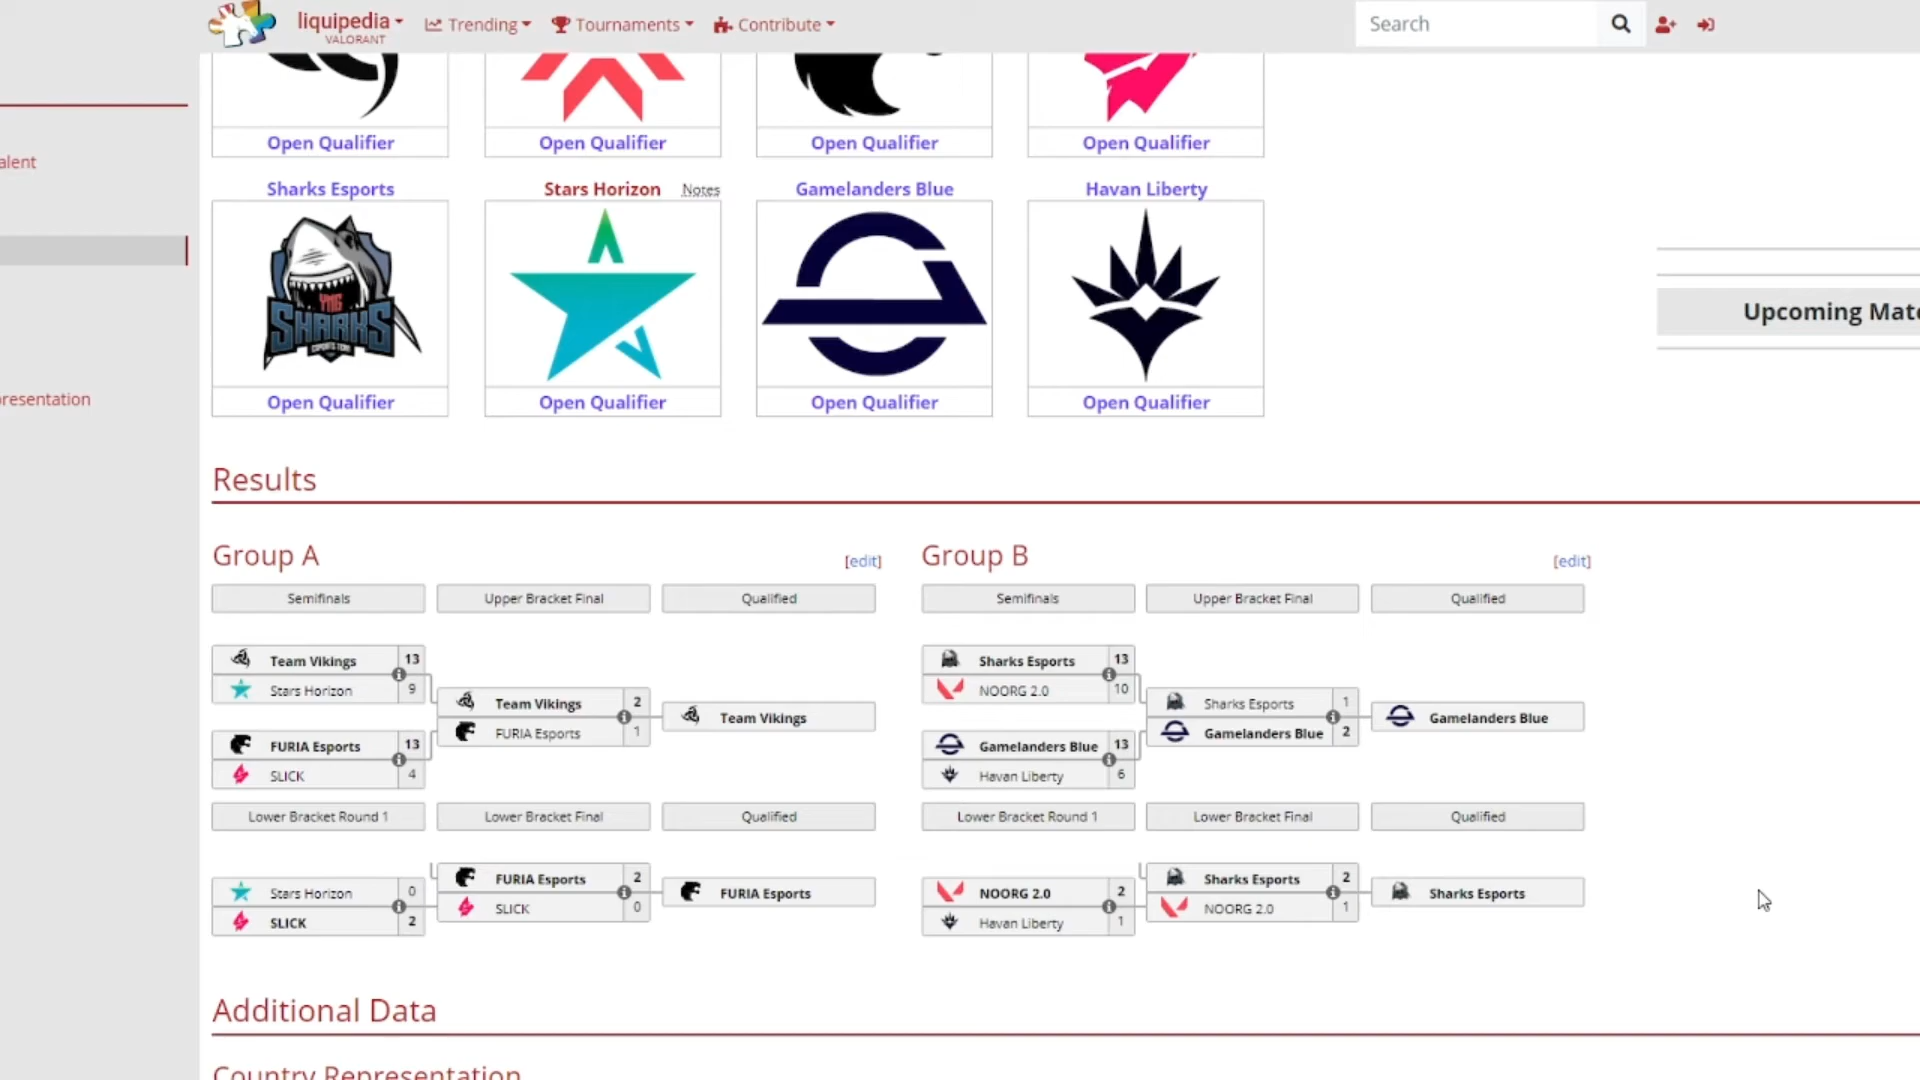 liquipedia
VALORANT
Trending
Tournaments
Contribute
Search
alent
presentation
Open Qualifier
Open Qualifier
Open Qualifier
Open Qualifier
Sharks Esports
Stars Horizon
Notes
Gamelanders Blue
Havan Liberty
YNG
SHARKS
ESPORTS TEAM
Open Qualifier
Open Qualifier
Open Qualifier
Open Qualifier
Upcoming Matc
Results
Group A
[edit]
Semifinals
Upper Bracket Final
Qualified
Team Vikings 13
Stars Horizon 9
Team Vikings 2
FURIA Esports 1
Team Vikings
FURIA Esports 13
SLICK 4
Lower Bracket Round 1
Lower Bracket Final
Qualified
Stars Horizon 0
SLICK 2
FURIA Esports 2
SLICK 0
FURIA Esports
Group B
[edit]
Semifinals
Upper Bracket Final
Qualified
Sharks Esports 13
NOORG 2.0 10
Sharks Esports 1
Gamelanders Blue 2
Gamelanders Blue
Gamelanders Blue 13
Havan Liberty 6
Lower Bracket Round 1
Lower Bracket Final
Qualified
NOORG 2.0 2
Havan Liberty 1
Sharks Esports 2
NOORG 2.0 1
Sharks Esports
Additional Data
Country Representation